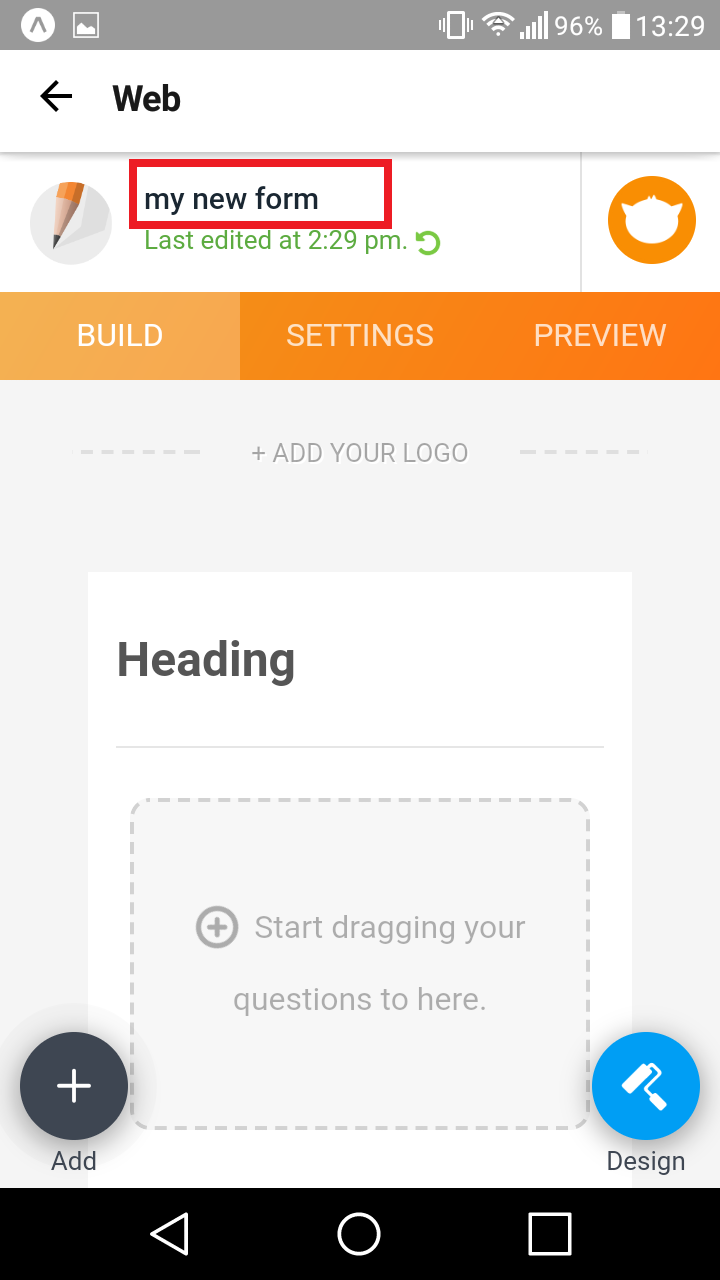 96% 13:29
Web
my new form
Last edited at 2:29 pm.
BUILD SETTINGS PREVIEW
+ ADD YOUR LOGO
Heading
Start dragging your
questions to here.
Add Design